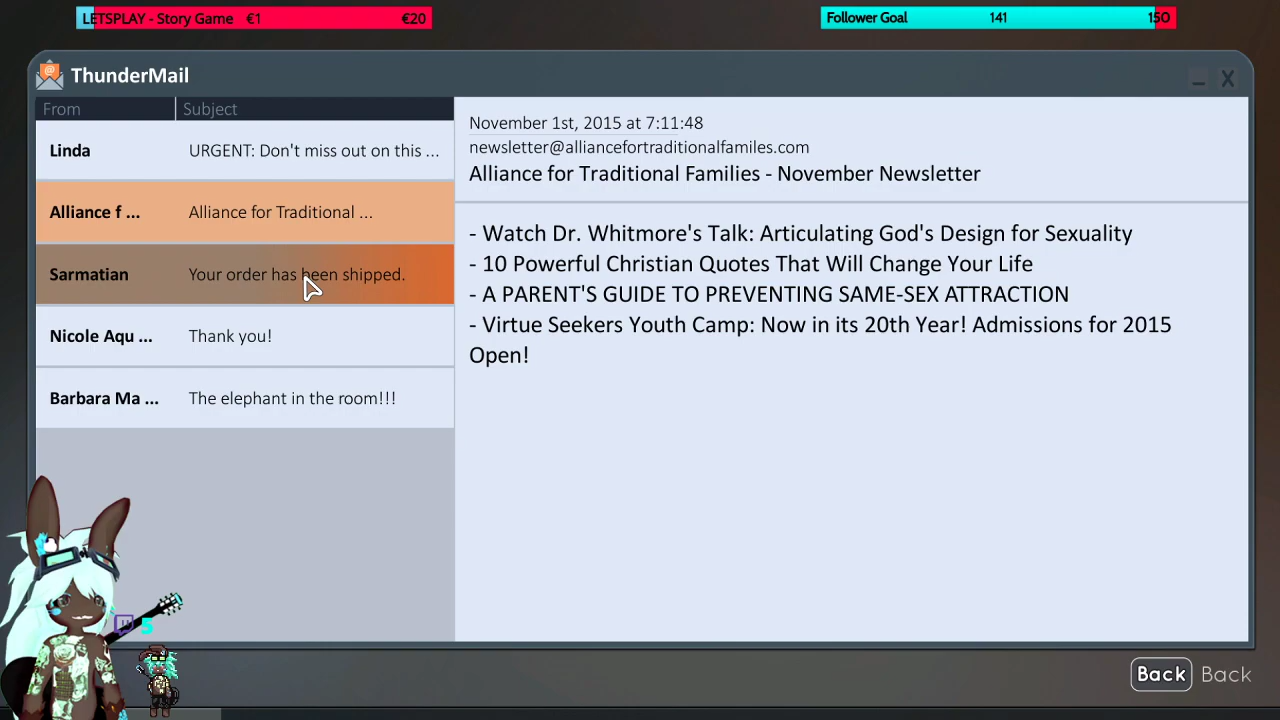 LETSPLAY - Story Game €1 €20
Follower Goal 141 150
ThunderMail
From Subject
Linda URGENT: Don't miss out on this ...
Alliance f ... Alliance for Traditional ...
Sarmatian Your order has been shipped.
Nicole Aqu ... Thank you!
Barbara Ma ... The elephant in the room!!!
November 1st, 2015 at 7:11:48
newsletter@alliancefortraditionalfamiles.com
Alliance for Traditional Families - November Newsletter
- Watch Dr. Whitmore's Talk: Articulating God's Design for Sexuality
- 10 Powerful Christian Quotes That Will Change Your Life
- A PARENT'S GUIDE TO PREVENTING SAME-SEX ATTRACTION
- Virtue Seekers Youth Camp: Now in its 20th Year! Admissions for 2015
Open!
5
Back Back